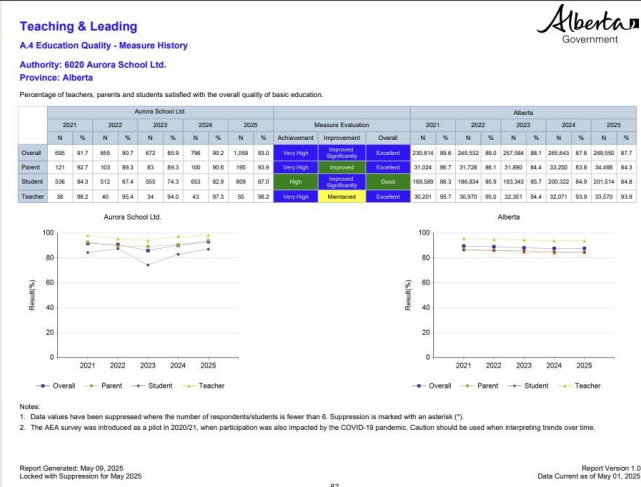 Alberta
Government
Teaching & Leading
A.4 Education Quality - Measure History
Authority: 6020 Aurora School Ltd.
Province: Alberta
Percentage of teachers, parents and students satisfied with the overall quality of basic education.
Aurora School Ltd. Alberta
2021 2022 2023 2024 2025 Measure Evaluation 2021 2022 2023 2024 2025
N % N % N % N % N % Achievement Improvement Overall N % N % N % N % N %
Overall 695 91.7 655 90.7 672 85.9 796 90.2 1,059 93.0 Very High Improved Significantly Excellent 230,814 89.6 249,532 89.0 257,584 88.1 265,643 87.6 269,550 87.7
Parent 121 92.7 103 89.3 83 89.3 100 90.6 195 93.9 Very High Improved Excellent 31,024 86.7 31,728 86.1 31,890 84.4 33,250 83.8 34,466 84.3
Student 536 84.3 512 87.4 555 74.3 653 82.9 809 87.0 High Improved Significantly Good 169,589 86.3 186,834 85.9 193,343 85.7 200,322 84.9 201,514 84.8
Teacher 38 98.2 40 95.4 34 94.0 43 97.3 55 98.2 Very High Maintained Excellent 30,201 95.7 30,970 95.0 32,351 94.4 32,071 93.9 33,570 93.9
Aurora School Ltd.
Result(%)
100
80
60
40
20
0
2021 2022 2023 2024 2025
Overall Parent Student Teacher
Alberta
Result(%)
100
80
60
40
20
0
2021 2022 2023 2024 2025
Overall Parent Student Teacher
Notes:
1. Data values have been suppressed where the number of respondents/students is fewer than 6. Suppression is marked with an asterisk (*).
2. The AEA survey was introduced as a pilot in 2020/21, when participation was also impacted by the COVID-19 pandemic. Caution should be used when interpreting trends over time.
Report Generated: May 09, 2025
Locked with Suppression for May 2025
Report Version 1.0
Data Current as of May 01, 2025
87